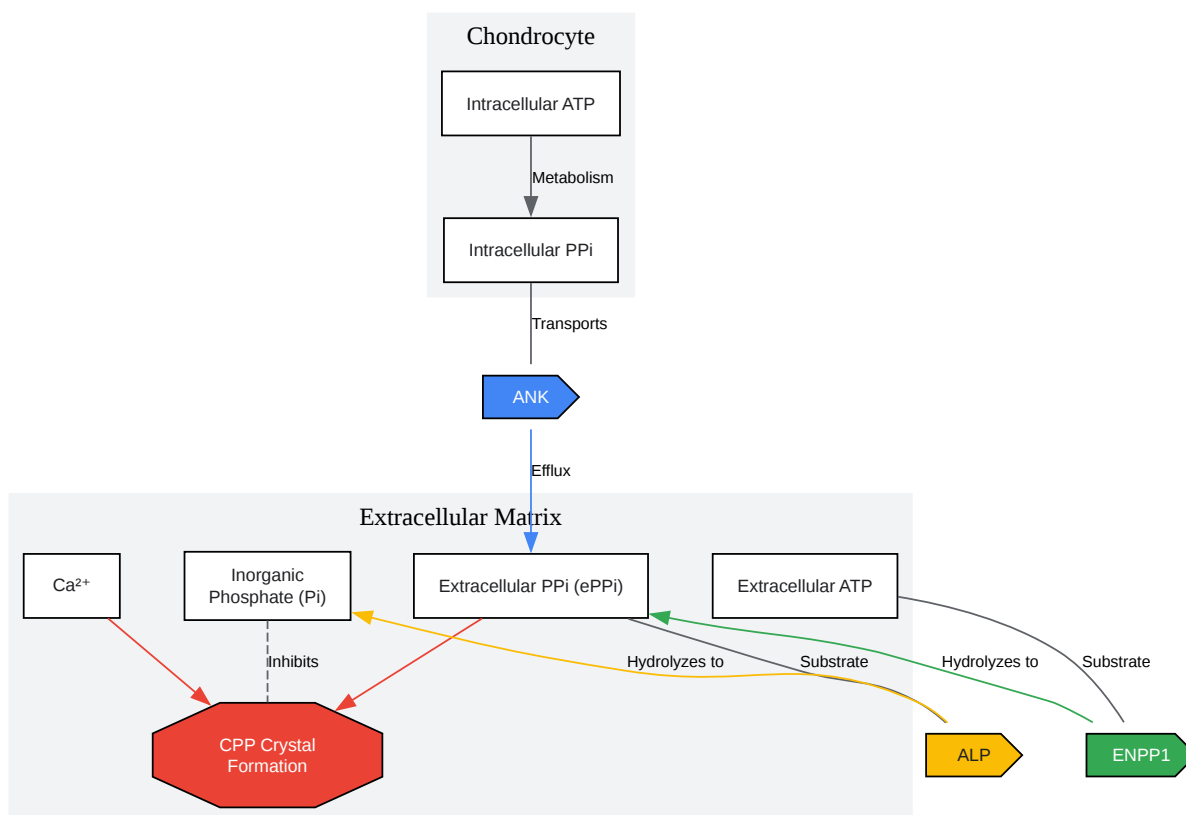 Chondrocyte
Intracellular ATP
Metabolism
Intracellular PPi
Transports
ANK
Efflux
Extracellular Matrix
Ca²⁺
Inorganic
Phosphate (Pi)
Extracellular PPi (ePPi)
Extracellular ATP
Inhibits
Hydrolyzes to
Substrate
Hydrolyzes to
Substrate
CPP Crystal
Formation
ALP
ENPP1